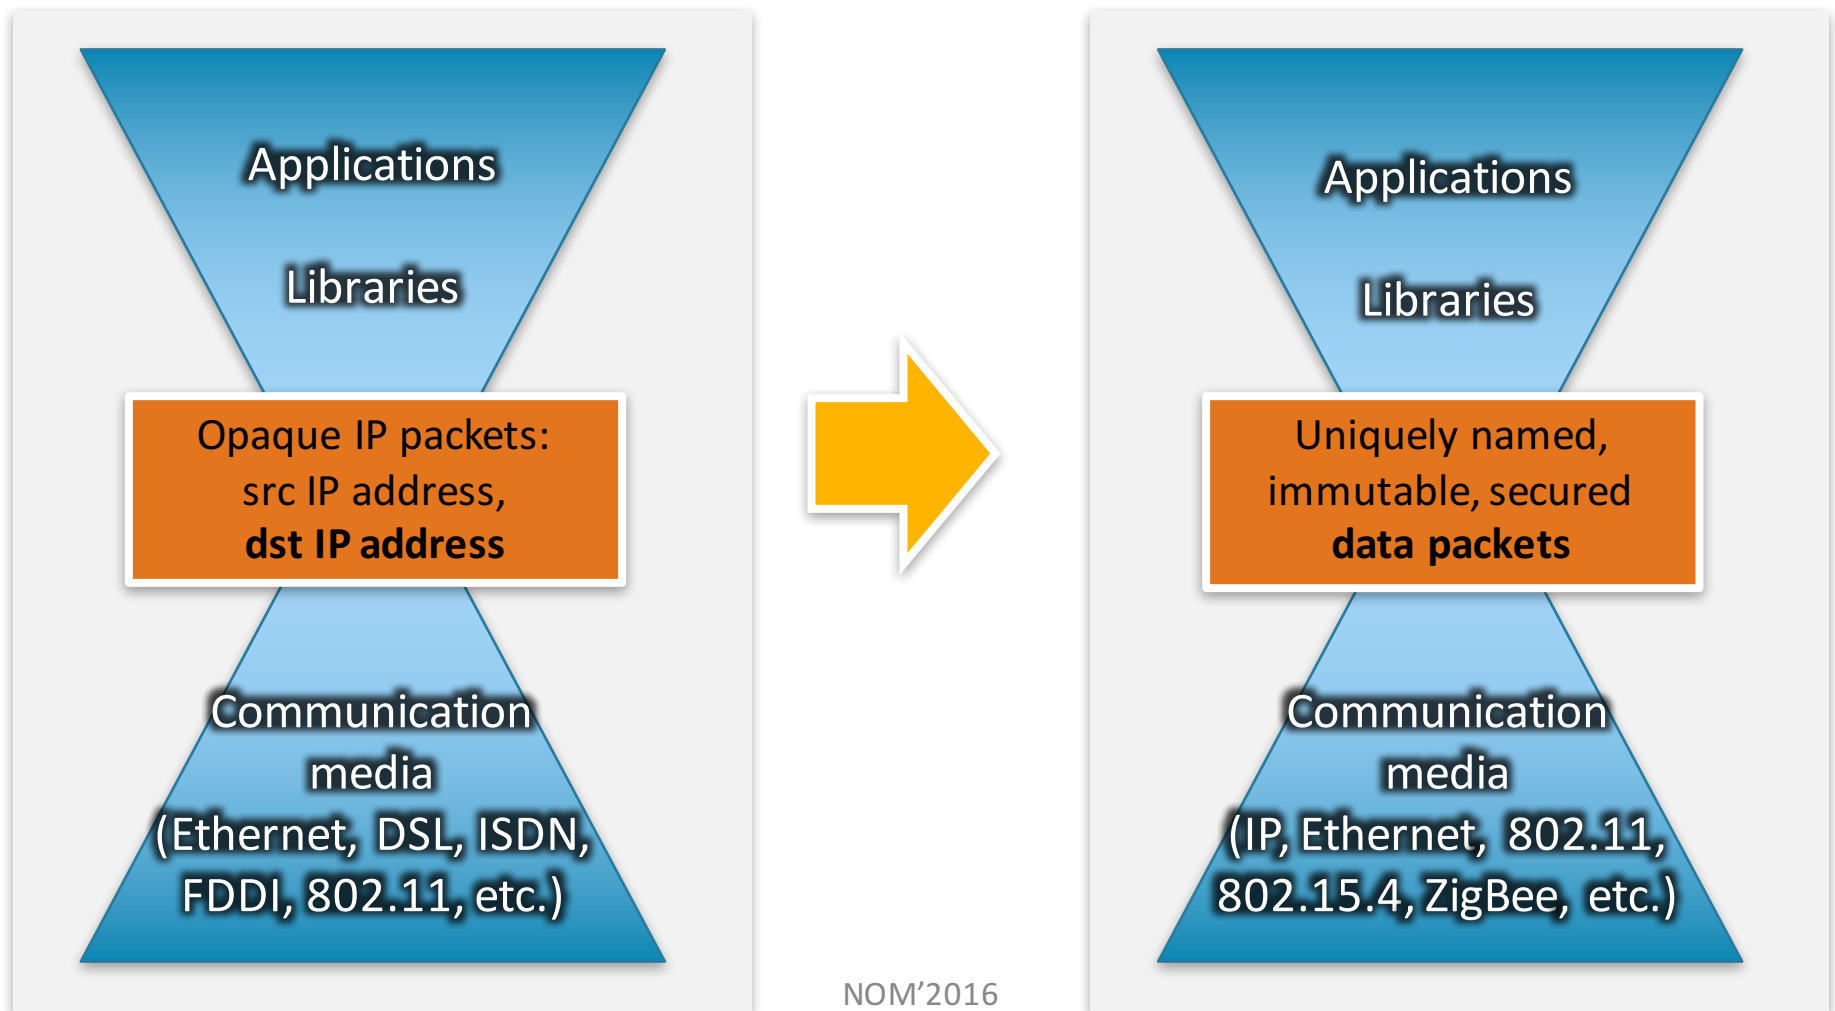 Applications
Libraries
Opaque IP packets:
src IP address,
dst IP address
Communication
media
(Ethernet, DSL, ISDN,
FDDI, 802.11, etc.)
Applications
Libraries
Uniquely named,
immutable, secured
data packets
Communication
media
(IP, Ethernet, 802.11,
802.15.4, ZigBee, etc.)
NOM’2016